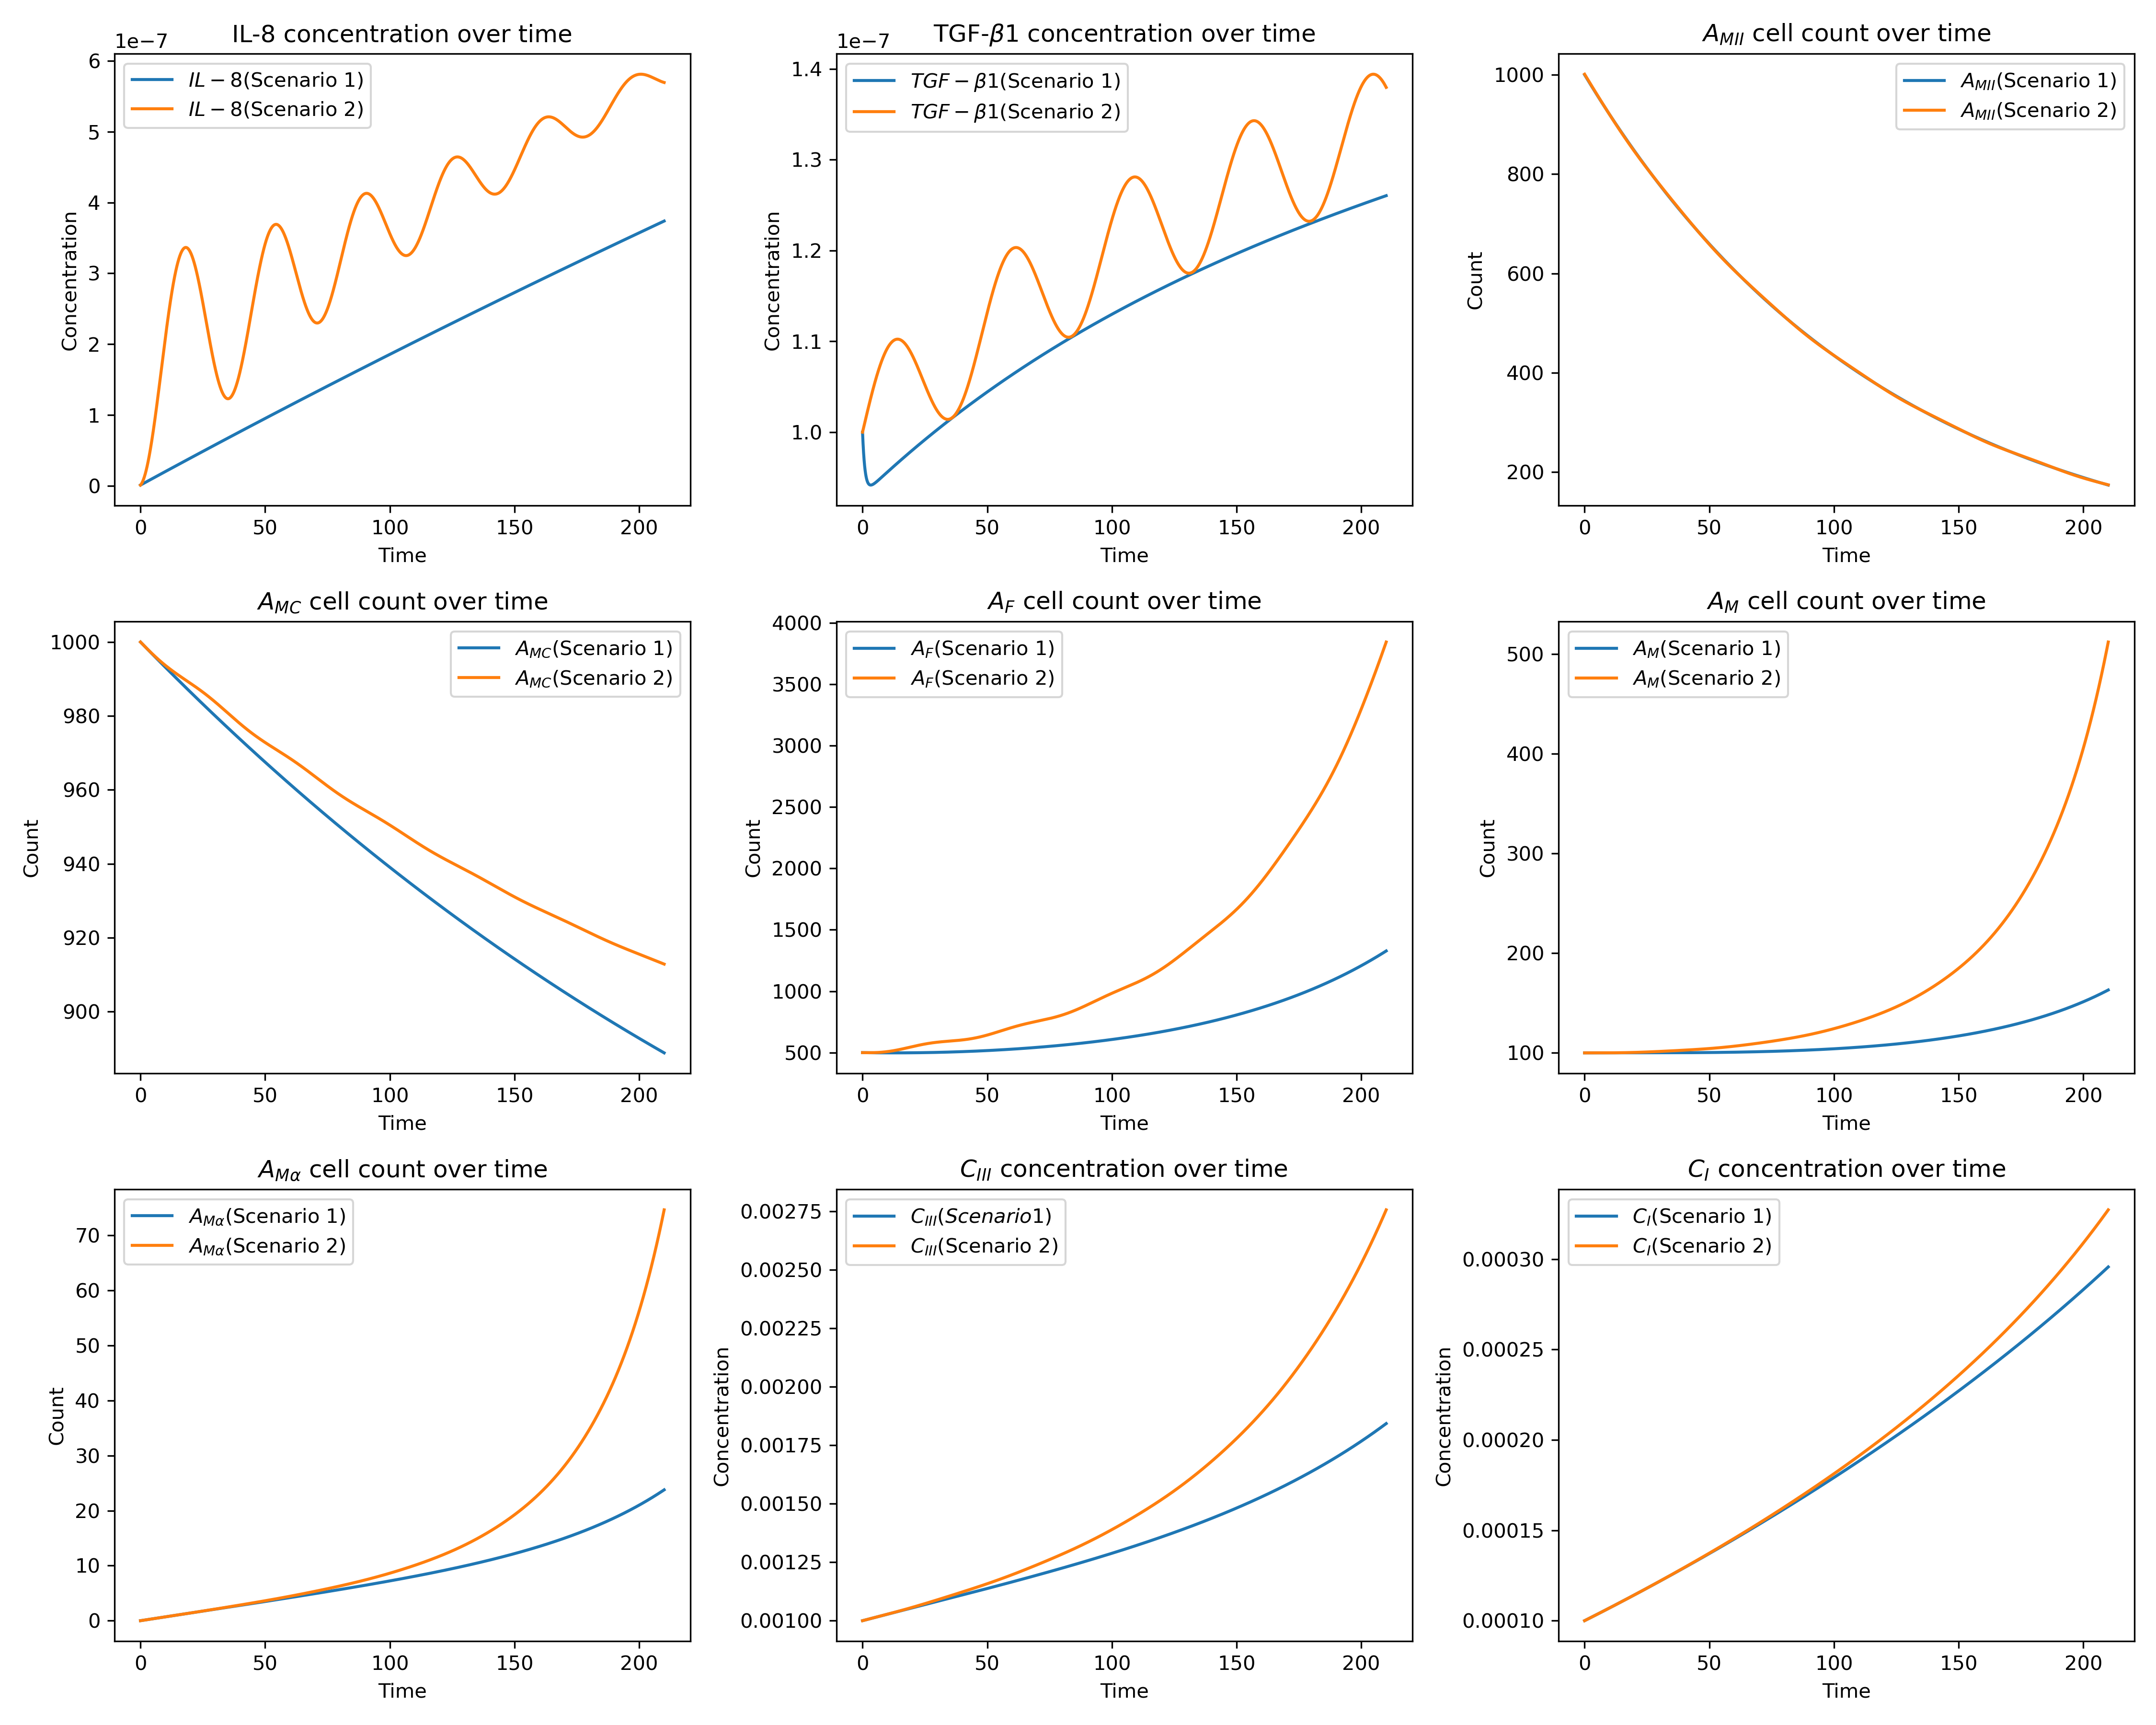 IL-8 concentration over time
1e−7
IL − 8(Scenario 1)
IL − 8(Scenario 2)
6
5
4
3
2
1
0
Concentration
0 50 100 150 200
Time
TGF-β1 concentration over time
1e−7
TGF − β1(Scenario 1)
TGF − β1(Scenario 2)
1.4
1.3
1.2
1.1
1.0
Concentration
0 50 100 150 200
Time
A_MII cell count over time
A_MII(Scenario 1)
A_MII(Scenario 2)
1000
800
600
400
200
Count
0 50 100 150 200
Time
A_MC cell count over time
A_MC(Scenario 1)
A_MC(Scenario 2)
1000
980
960
940
920
900
Count
0 50 100 150 200
Time
A_F cell count over time
A_F(Scenario 1)
A_F(Scenario 2)
4000
3500
3000
2500
2000
1500
1000
500
Count
0 50 100 150 200
Time
A_M cell count over time
A_M(Scenario 1)
A_M(Scenario 2)
500
400
300
200
100
Count
0 50 100 150 200
Time
A_Mα cell count over time
A_Mα(Scenario 1)
A_Mα(Scenario 2)
70
60
50
40
30
20
10
0
Count
0 50 100 150 200
Time
C_III concentration over time
C_III(Scenario1)
C_III(Scenario 2)
0.00275
0.00250
0.00225
0.00200
0.00175
0.00150
0.00125
0.00100
Concentration
0 50 100 150 200
Time
C_I concentration over time
C_I(Scenario 1)
C_I(Scenario 2)
0.00030
0.00025
0.00020
0.00015
0.00010
Concentration
0 50 100 150 200
Time